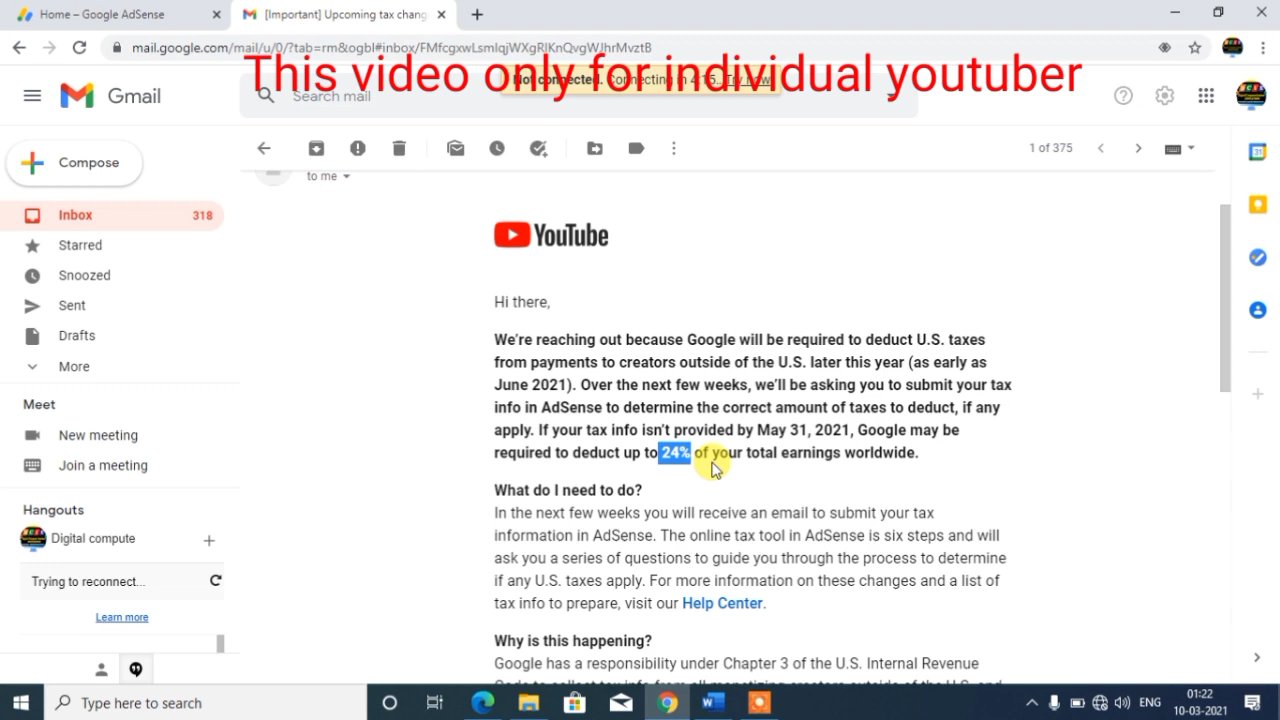 Home – Google AdSense
[Important] Upcoming tax chang
mail.google.com/mail/u/0/?tab=rm&ogbl#inbox/FMfcgxwLsmlqjWXgRlKnQvgWJhrMvztB
This video only for individual youtuber
Not connected. Connecting in 4:15... Try now
Gmail
Search mail
Compose
1 of 375
to me
Inbox 318
Starred
Snoozed
Sent
Drafts
More
Meet
New meeting
Join a meeting
Hangouts
Digital compute
Trying to reconnect...
Learn more
YouTube
Hi there,
We're reaching out because Google will be required to deduct U.S. taxes
from payments to creators outside of the U.S. later this year (as early as
June 2021). Over the next few weeks, we'll be asking you to submit your tax
info in AdSense to determine the correct amount of taxes to deduct, if any
apply. If your tax info isn't provided by May 31, 2021, Google may be
required to deduct up to 24% of your total earnings worldwide.
What do I need to do?
In the next few weeks you will receive an email to submit your tax
information in AdSense. The online tax tool in AdSense is six steps and will
ask you a series of questions to guide you through the process to determine
if any U.S. taxes apply. For more information on these changes and a list of
tax info to prepare, visit our Help Center.
Why is this happening?
Google has a responsibility under Chapter 3 of the U.S. Internal Revenue
Type here to search
ENG
01:22
10-03-2021